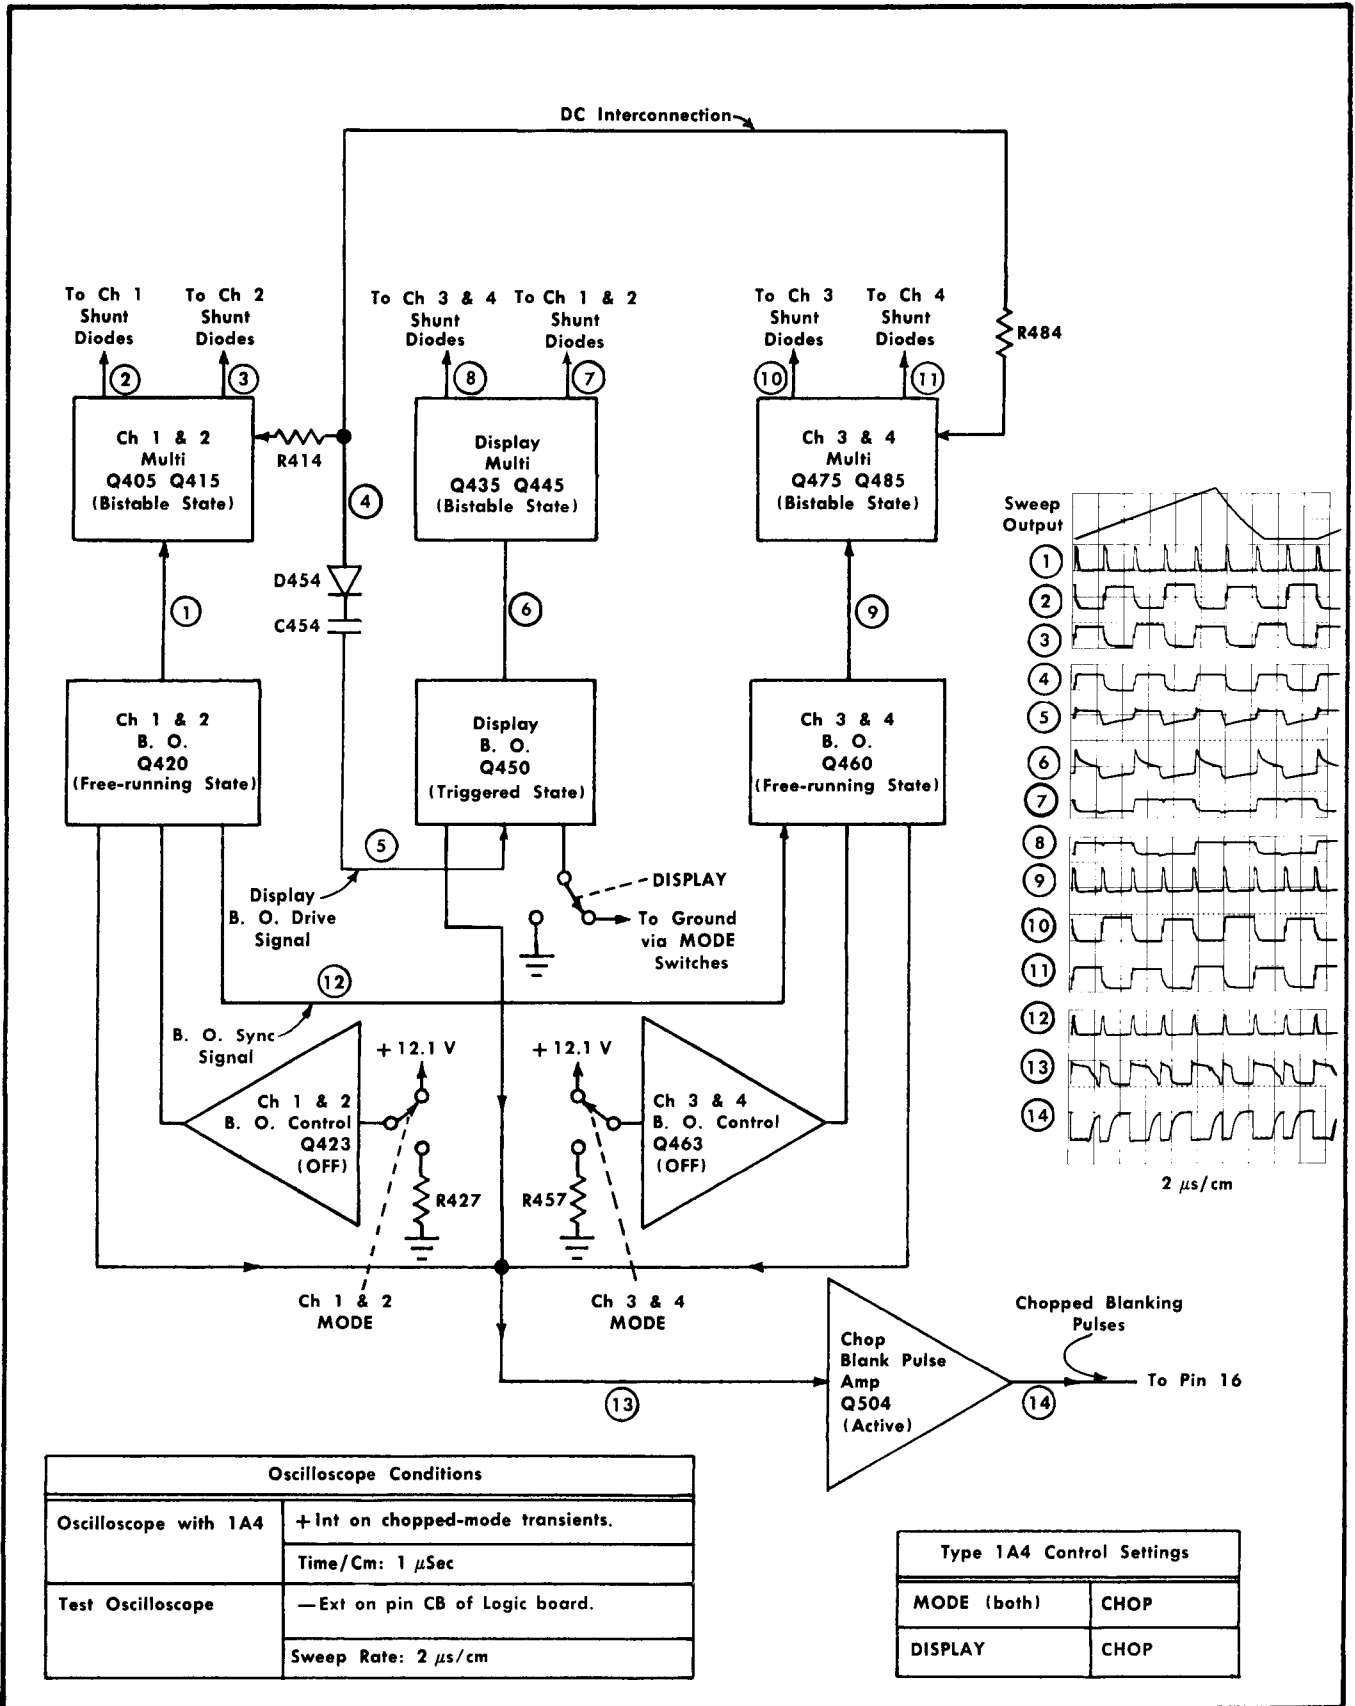 DC Interconnection
To Ch 1
Shunt
Diodes
To Ch 2
Shunt
Diodes
To Ch 3 & 4
Shunt
Diodes
To Ch 1 & 2
Shunt
Diodes
To Ch 3
Shunt
Diodes
To Ch 4
Shunt
Diodes
R484
2
3
8
7
10
11
Ch 1 & 2
Multi
Q405 Q415
(Bistable State)
R414
Display
Multi
Q435 Q445
(Bistable State)
Ch 3 & 4
Multi
Q475 Q485
(Bistable State)
4
D454
C454
1
6
9
Ch 1 & 2
B. O.
Q420
(Free-running State)
Display
B. O.
Q450
(Triggered State)
Ch 3 & 4
B. O.
Q460
(Free-running State)
5
Display
B. O. Drive
Signal
DISPLAY
To Ground
via MODE
Switches
12
B. O. Sync
Signal
+ 12.1 V
+ 12.1 V
Ch 1 & 2
B. O. Control
Q423
(OFF)
Ch 3 & 4
B. O. Control
Q463
(OFF)
R427
R457
Ch 1 & 2
MODE
Ch 3 & 4
MODE
Sweep
Output
1
2
3
4
5
6
7
8
9
10
11
12
13
14
2 μs/cm
Chop
Blank Pulse
Amp
Q504
(Active)
Chopped Blanking
Pulses
To Pin 16
13
14
Oscilloscope Conditions
Oscilloscope with 1A4
+ Int on chopped-mode transients.
Time/Cm: 1 μSec
Test Oscilloscope
—Ext on pin CB of Logic board.
Sweep Rate: 2 μs/cm
Type 1A4 Control Settings
MODE (both)
CHOP
DISPLAY
CHOP